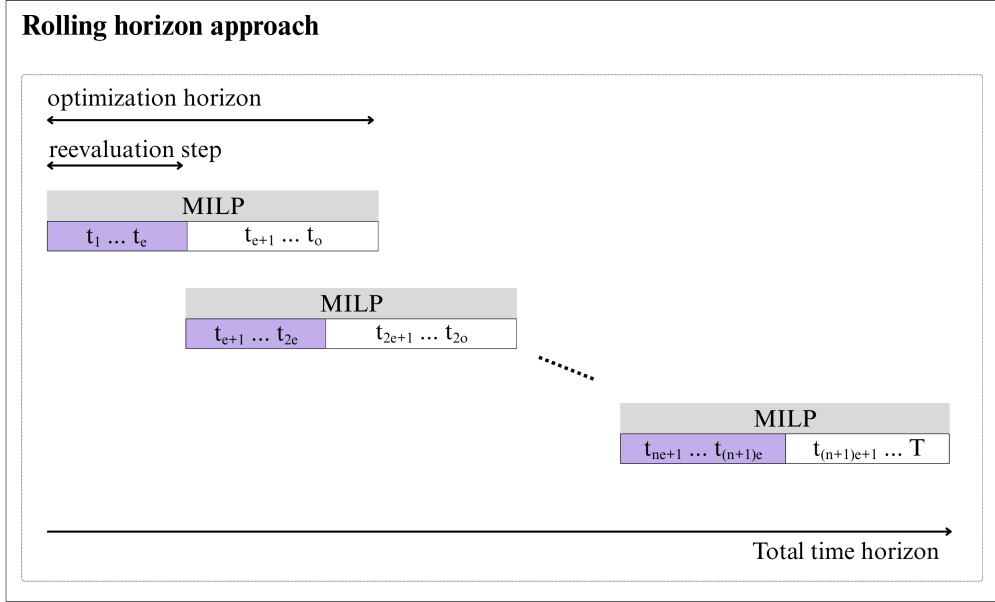 Rolling horizon approach
optimization horizon
reevaluation step
MILP
t₁ ... tₑ tₑ₊₁ ... tₒ
MILP
tₑ₊₁ ... t₂ₑ t₂ₑ₊₁ ... t₂ₒ
MILP
tₙₑ₊₁ ... t₍ₙ₊₁₎ₑ t₍ₙ₊₁₎ₑ₊₁ ... T
Total time horizon